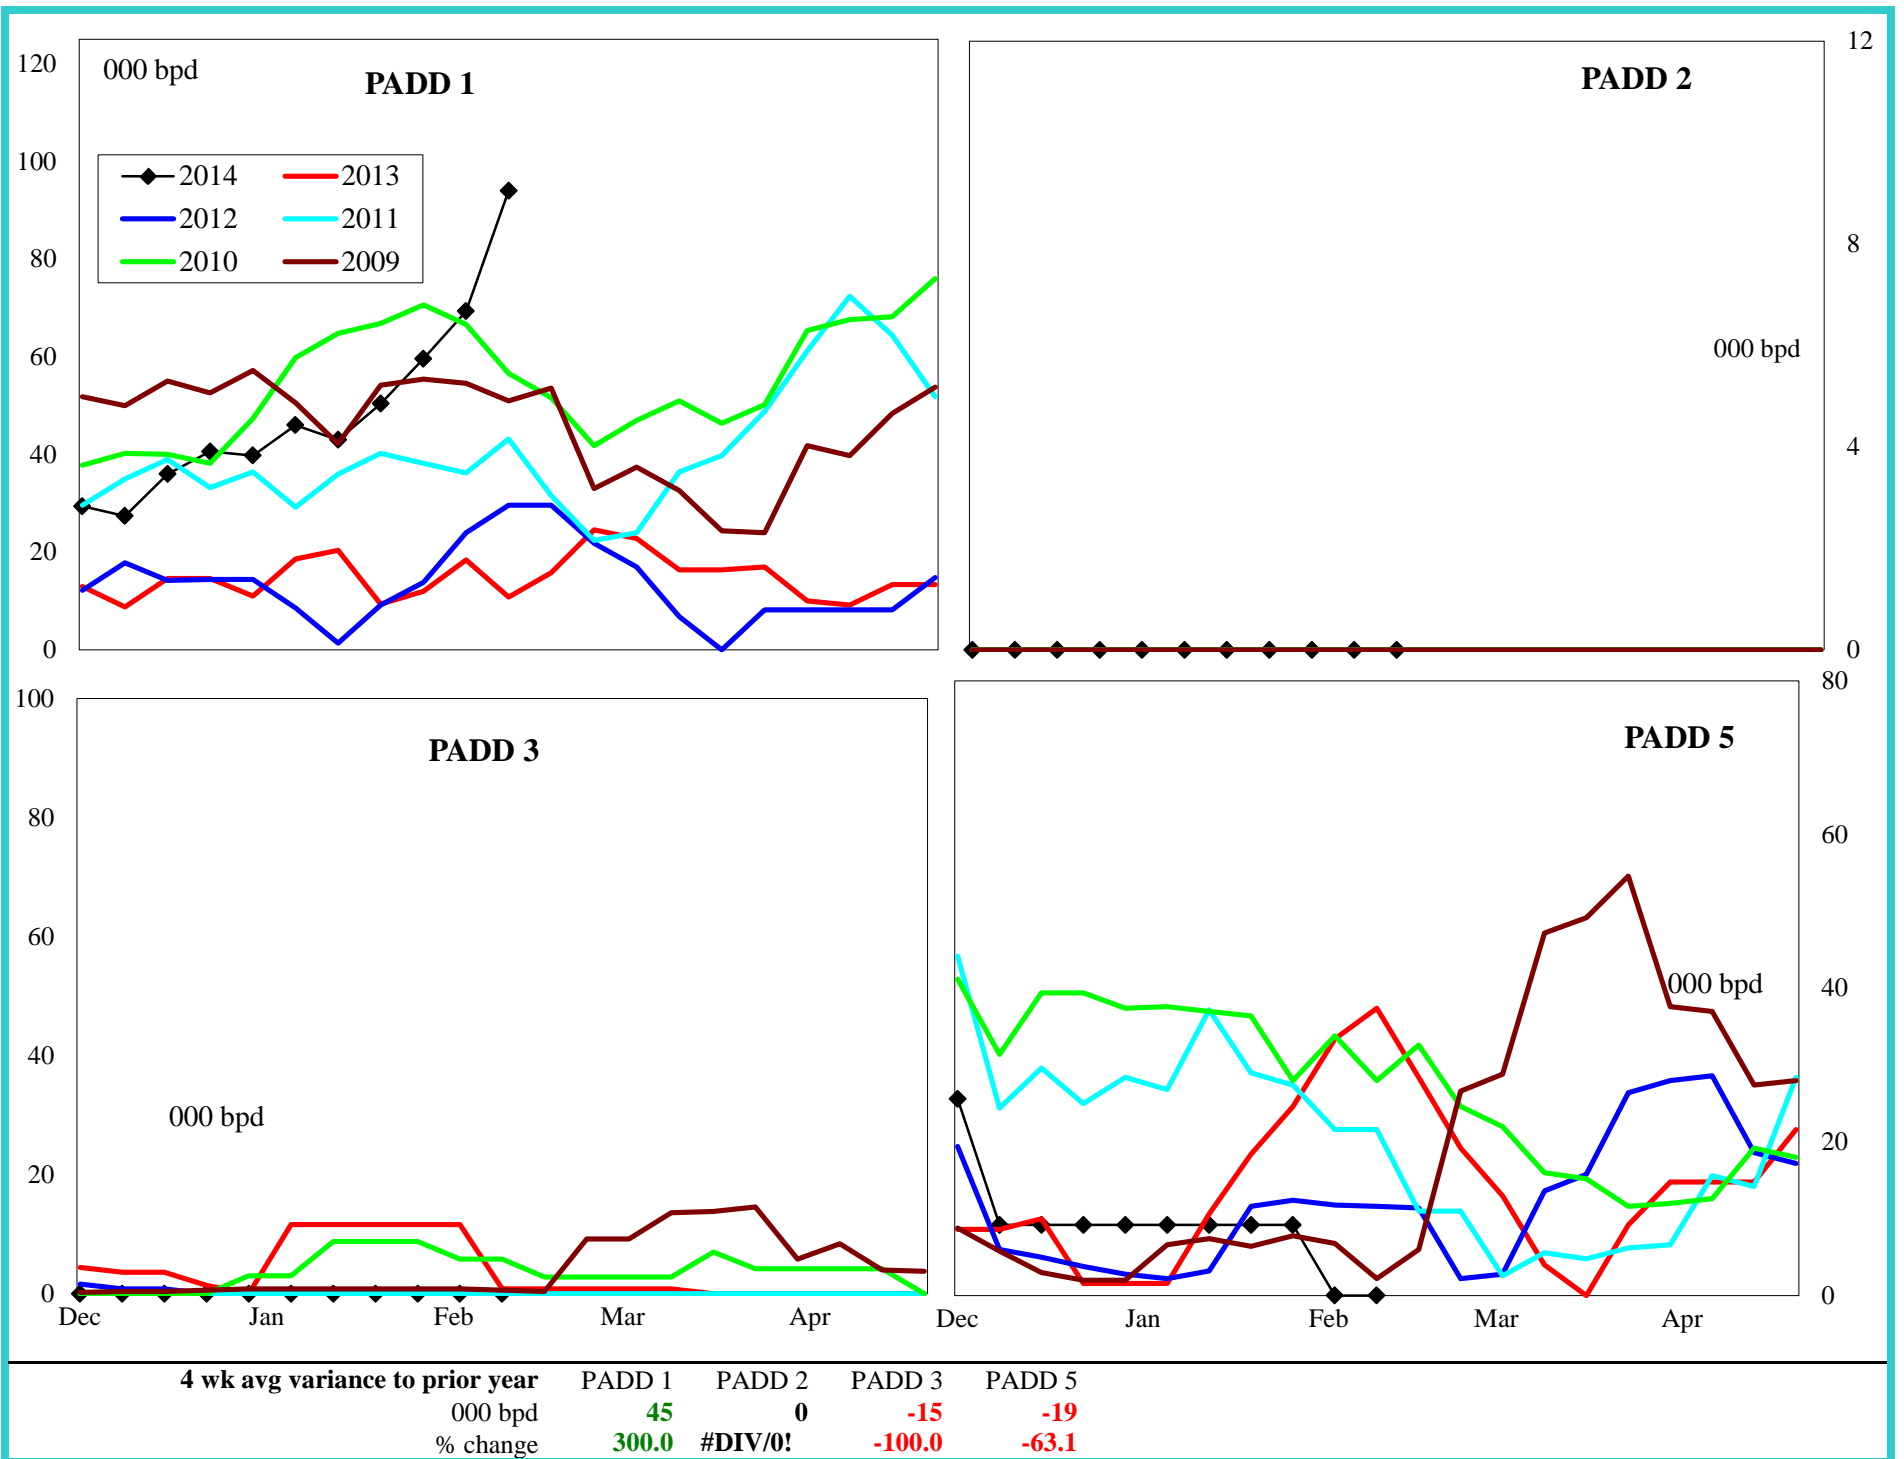 120
100
80
60
40
20
0
000 bpd
PADD 1
2014 2013
2012 2011
2010 2009
12
8
4
0
PADD 2
000 bpd
100
80
60
40
20
0
PADD 3
000 bpd
Dec Jan Feb Mar Apr
80
60
40
20
0
PADD 5
000 bpd
Dec Jan Feb Mar Apr
4 wk avg variance to prior year PADD 1 PADD 2 PADD 3 PADD 5
000 bpd 45 0 -15 -19
% change 300.0 #DIV/0! -100.0 -63.1